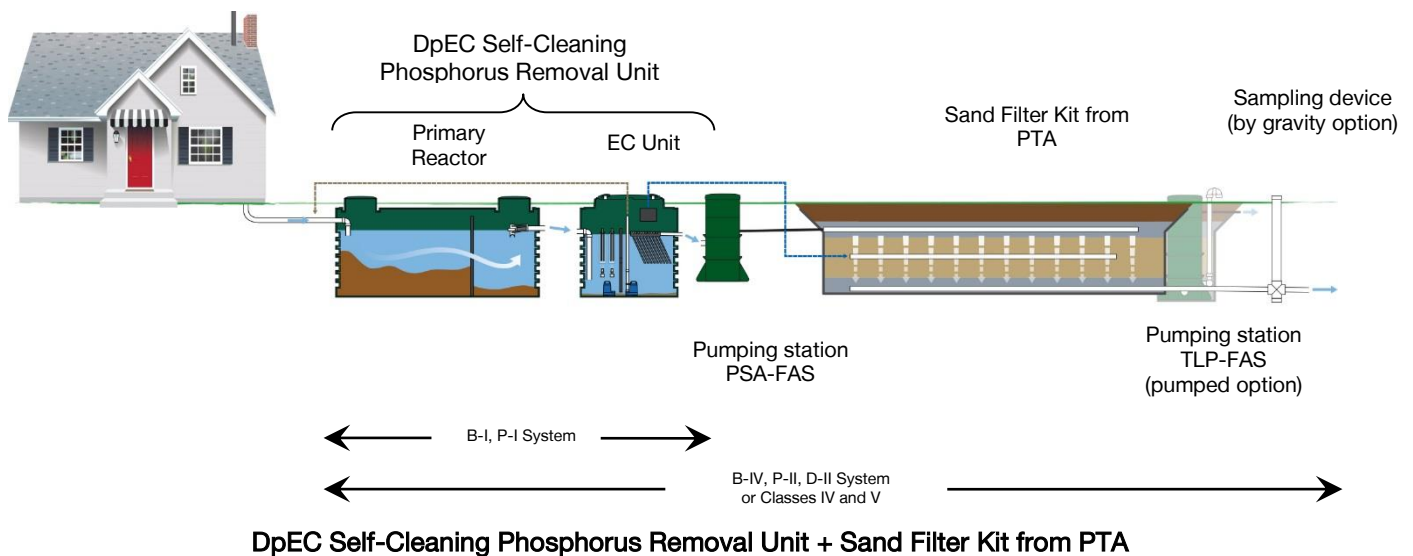 DpEC Self-Cleaning
Phosphorus Removal Unit
Primary
Reactor
EC Unit
Sand Filter Kit from
PTA
Sampling device
(by gravity option)
Pumping station
PSA-FAS
Pumping station
TLP-FAS
(pumped option)
B-I, P-I System
B-IV, P-II, D-II System
or Classes IV and V
DpEC Self-Cleaning Phosphorus Removal Unit + Sand Filter Kit from PTA